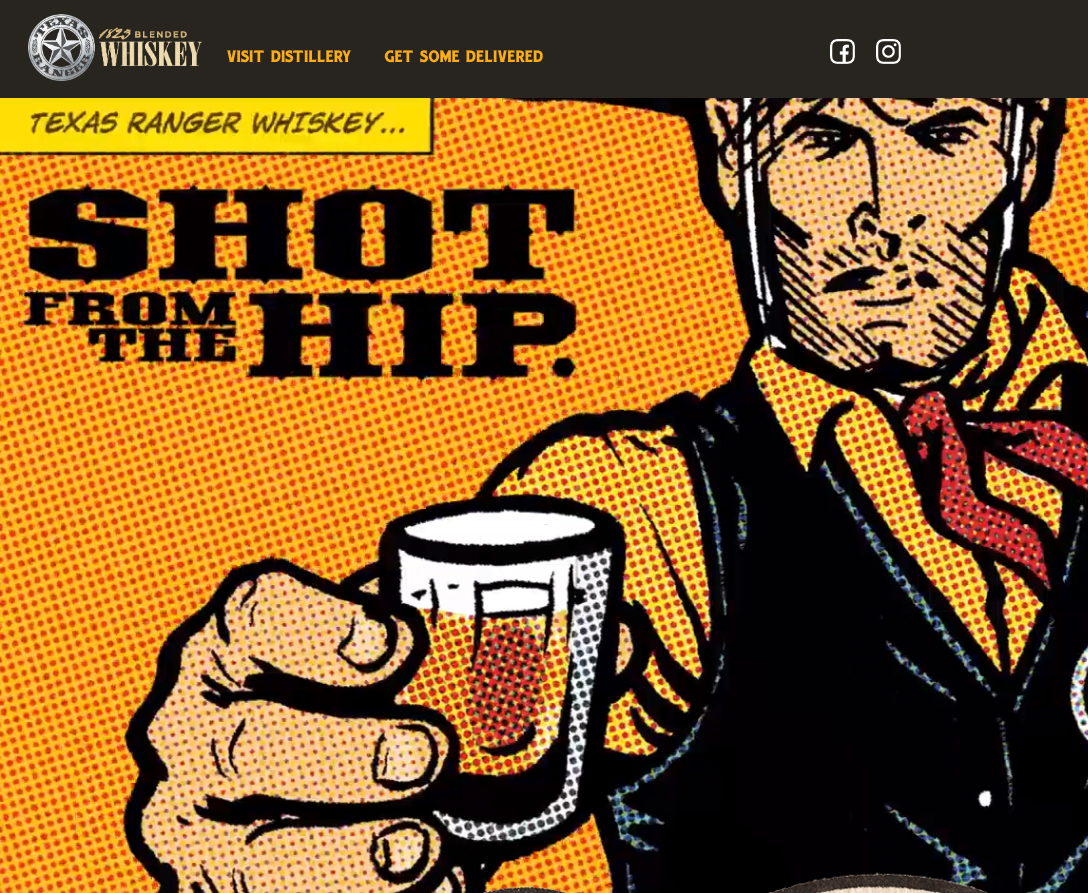 TEXAS
RANGER
1823 BLENDED
WHISKEY
VISIT DISTILLERY
GET SOME DELIVERED
TEXAS RANGER WHISKEY...
SHOT
FROM
THE
HIP.